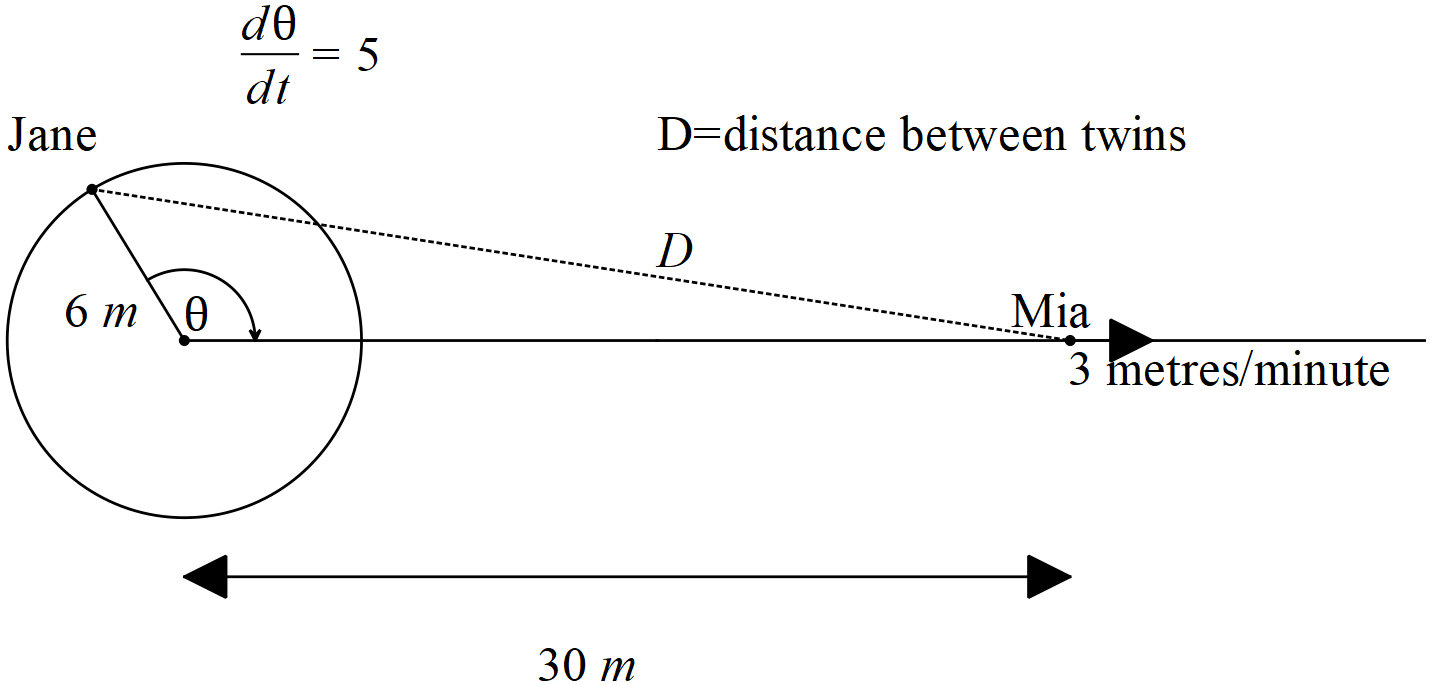 dθ/dt = 5
Jane
D=distance between twins
D
6 m
θ
Mia
3 metres/minute
30 m